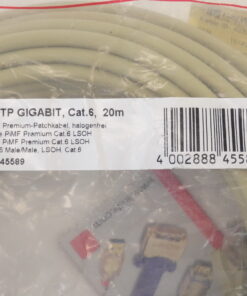 TP GIGABIT, Cat.6, 20m
Premium-Patchkabel, halogenfrei
PiMF Premium Cat.6 LSOH
PiMF Premium Cat.6 LSOH
Male/Male, LSOH, Cat.6
45589
4 002888 455